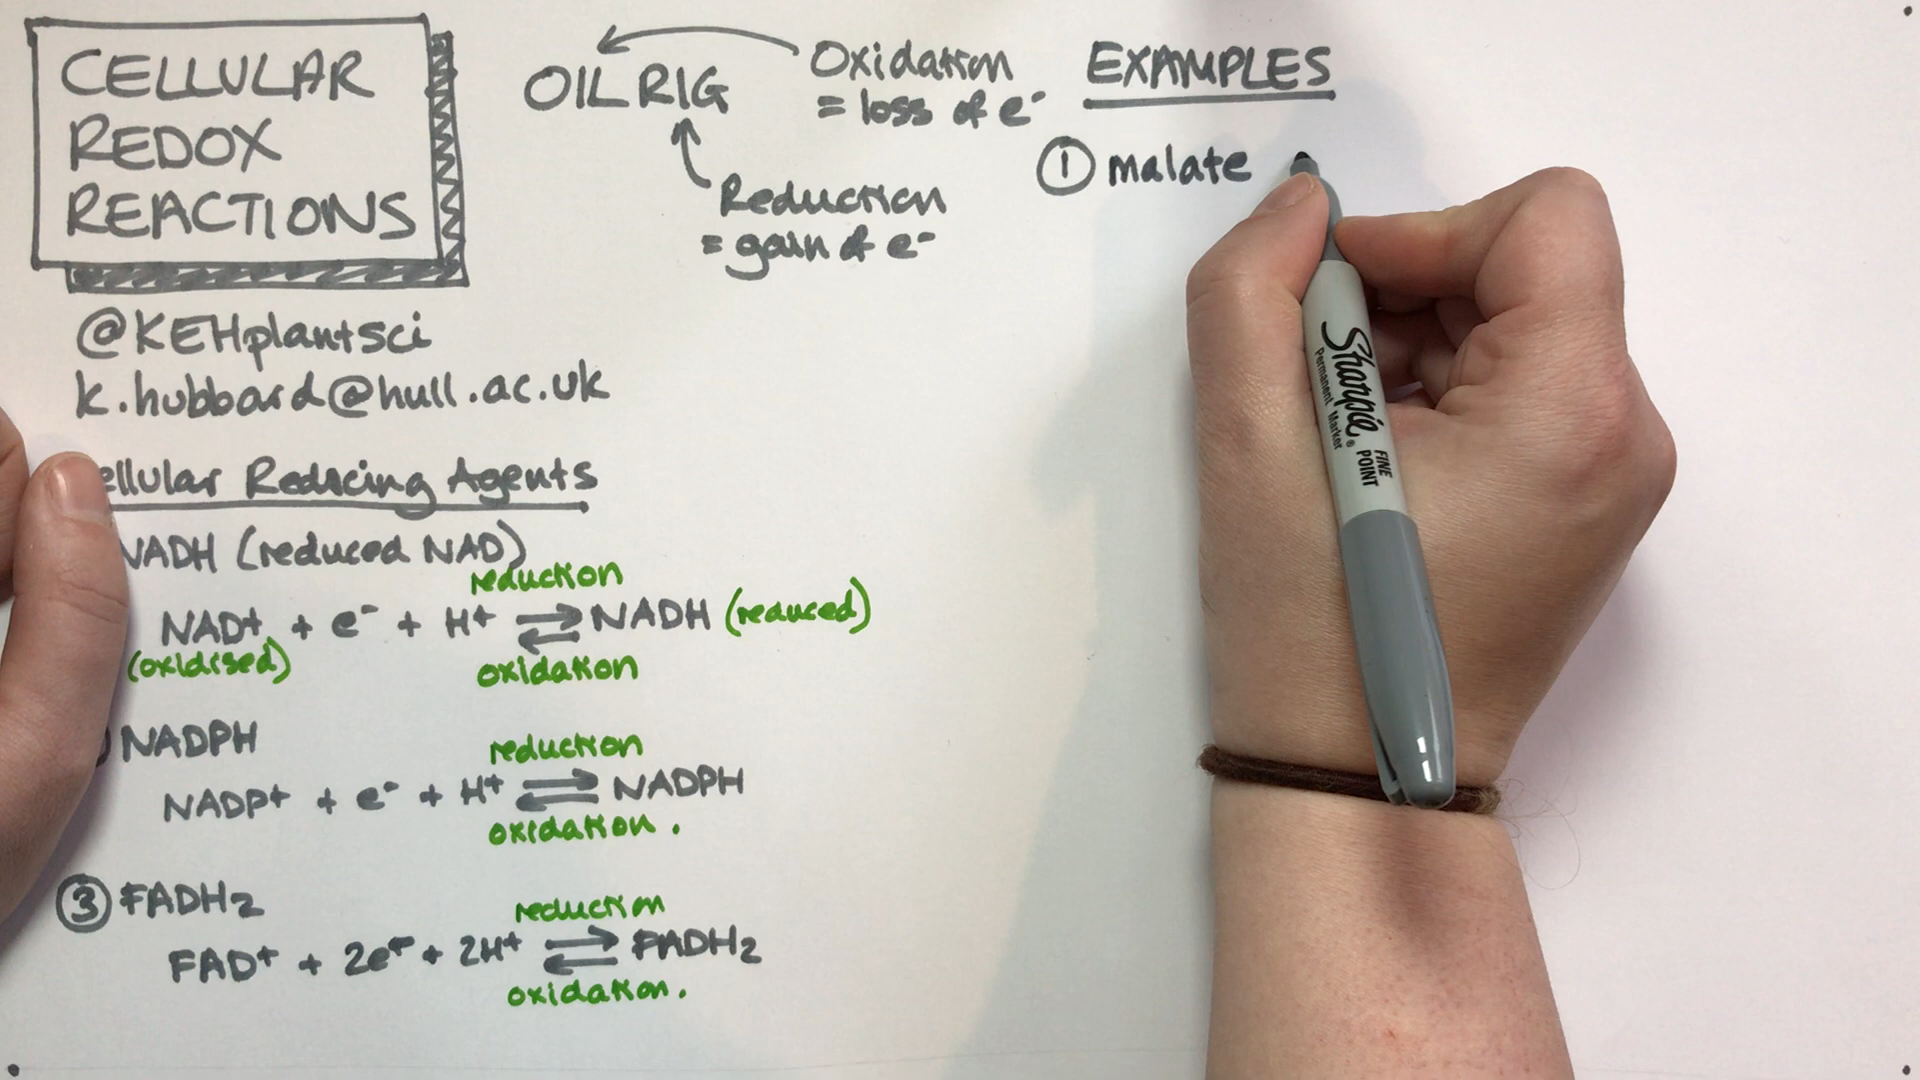 CELLULAR
REDOX
REACTIONS
@KEHplantsci
k.hubbard@hull.ac.uk
OILRIG
Oxidation
= loss of e-
Reduction
= gain of e-
ellular Reducing Agents
NADH (reduced NAD)
reduction
NAD+ + e- + H+ ⇌ NADH (reduced)
(oxidised)
oxidation
NADPH
reduction
NADP+ + e- + H+ ⇌ NADPH
oxidation.
③ FADH2
reduction
FAD+ + 2e- + 2H+ ⇌ FADH2
oxidation.
EXAMPLES
① malate
Sharpie®
Permanent Marker
FINE
POINT